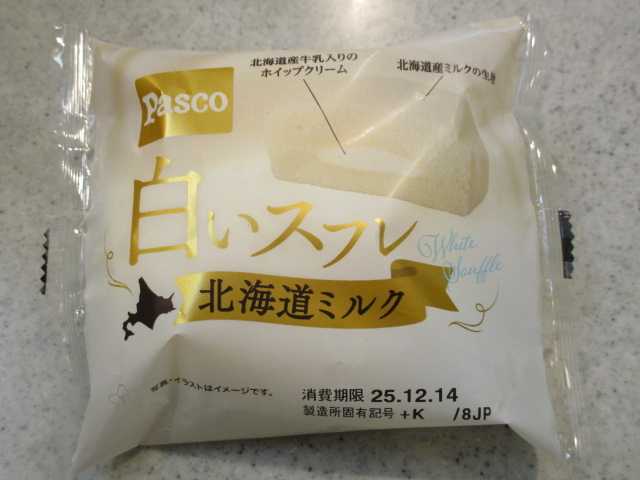 Pasco
北海道産牛乳入りの
ホイップクリーム
北海道産ミルクの生
白いスフレ
White
Souffle
北海道ミルク
写真・イラストはイメージです。
消費期限 25.12.14
製造所固有記号 +K /8JP